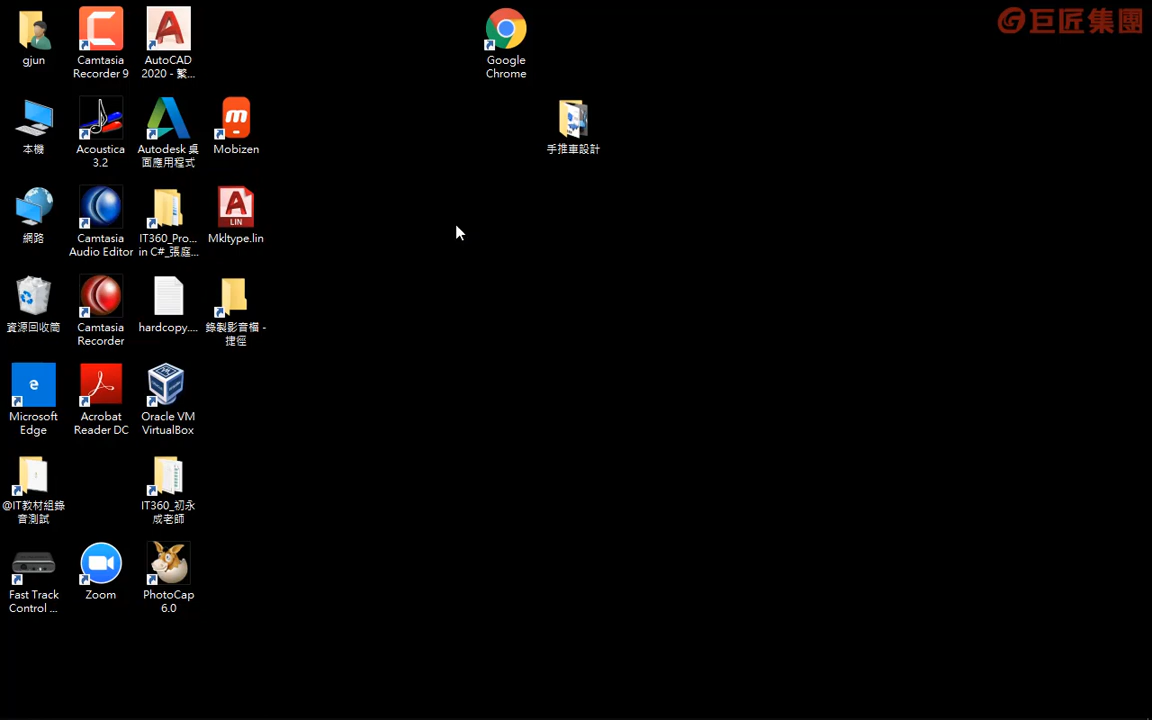 巨匠集團
gjun
Camtasia
Recorder 9
AutoCAD
2020 - 繁...
Google
Chrome
本機
Acoustica
3.2
Autodesk 桌
面應用程式
Mobizen
手推車設計
網路
Camtasia
Audio Editor
IT360_Pro...
in C#_張庭...
LIN
Mkltype.lin
資源回收筒
Camtasia
Recorder
hardcopy....
錄製影音檔 -
捷徑
Microsoft
Edge
Acrobat
Reader DC
Oracle VM
VirtualBox
@IT教材組錄
音測試
IT360_初永
成老師
Fast Track
Control ...
Zoom
PhotoCap
6.0